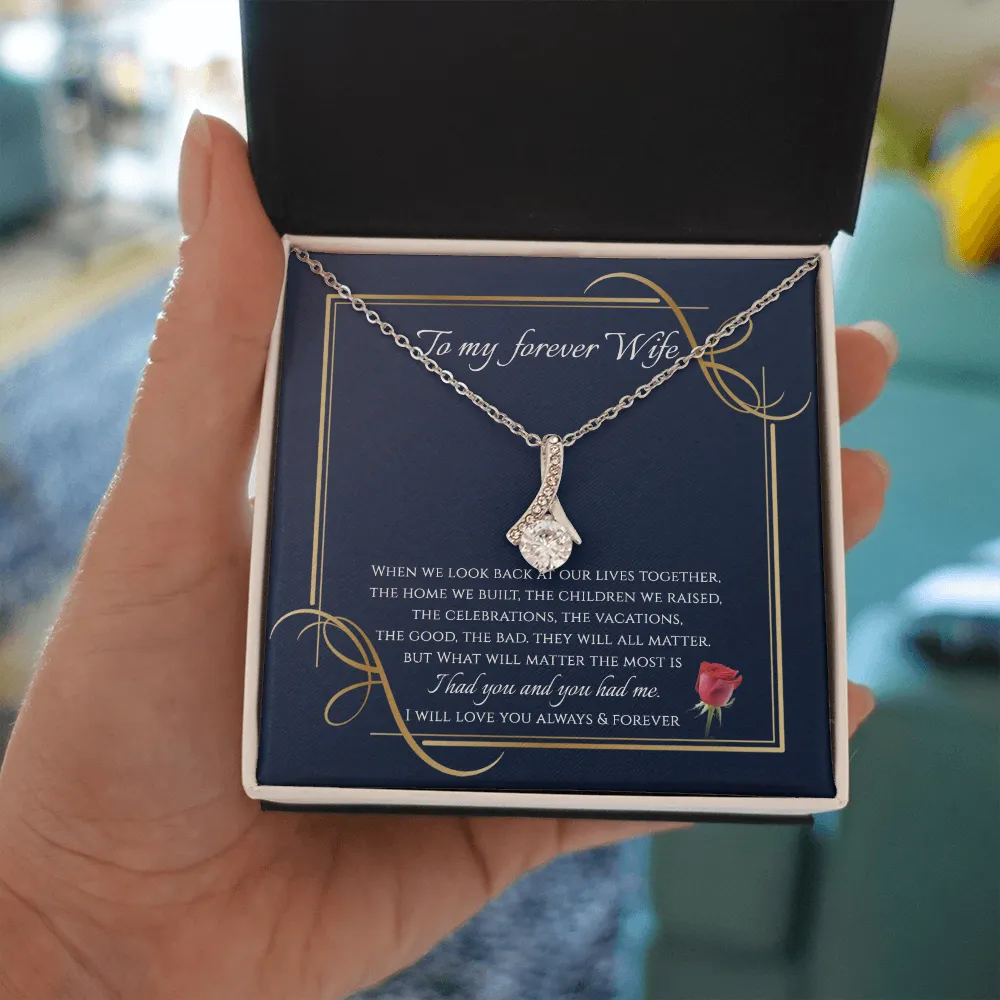 To my forever Wife
WHEN WE LOOK BACK AT OUR LIVES TOGETHER,
THE HOME WE BUILT, THE CHILDREN WE RAISED,
THE CELEBRATIONS, THE VACATIONS,
THE GOOD, THE BAD. THEY WILL ALL MATTER.
BUT WHAT WILL MATTER THE MOST IS
I had you and you had me.
I WILL LOVE YOU ALWAYS & FOREVER